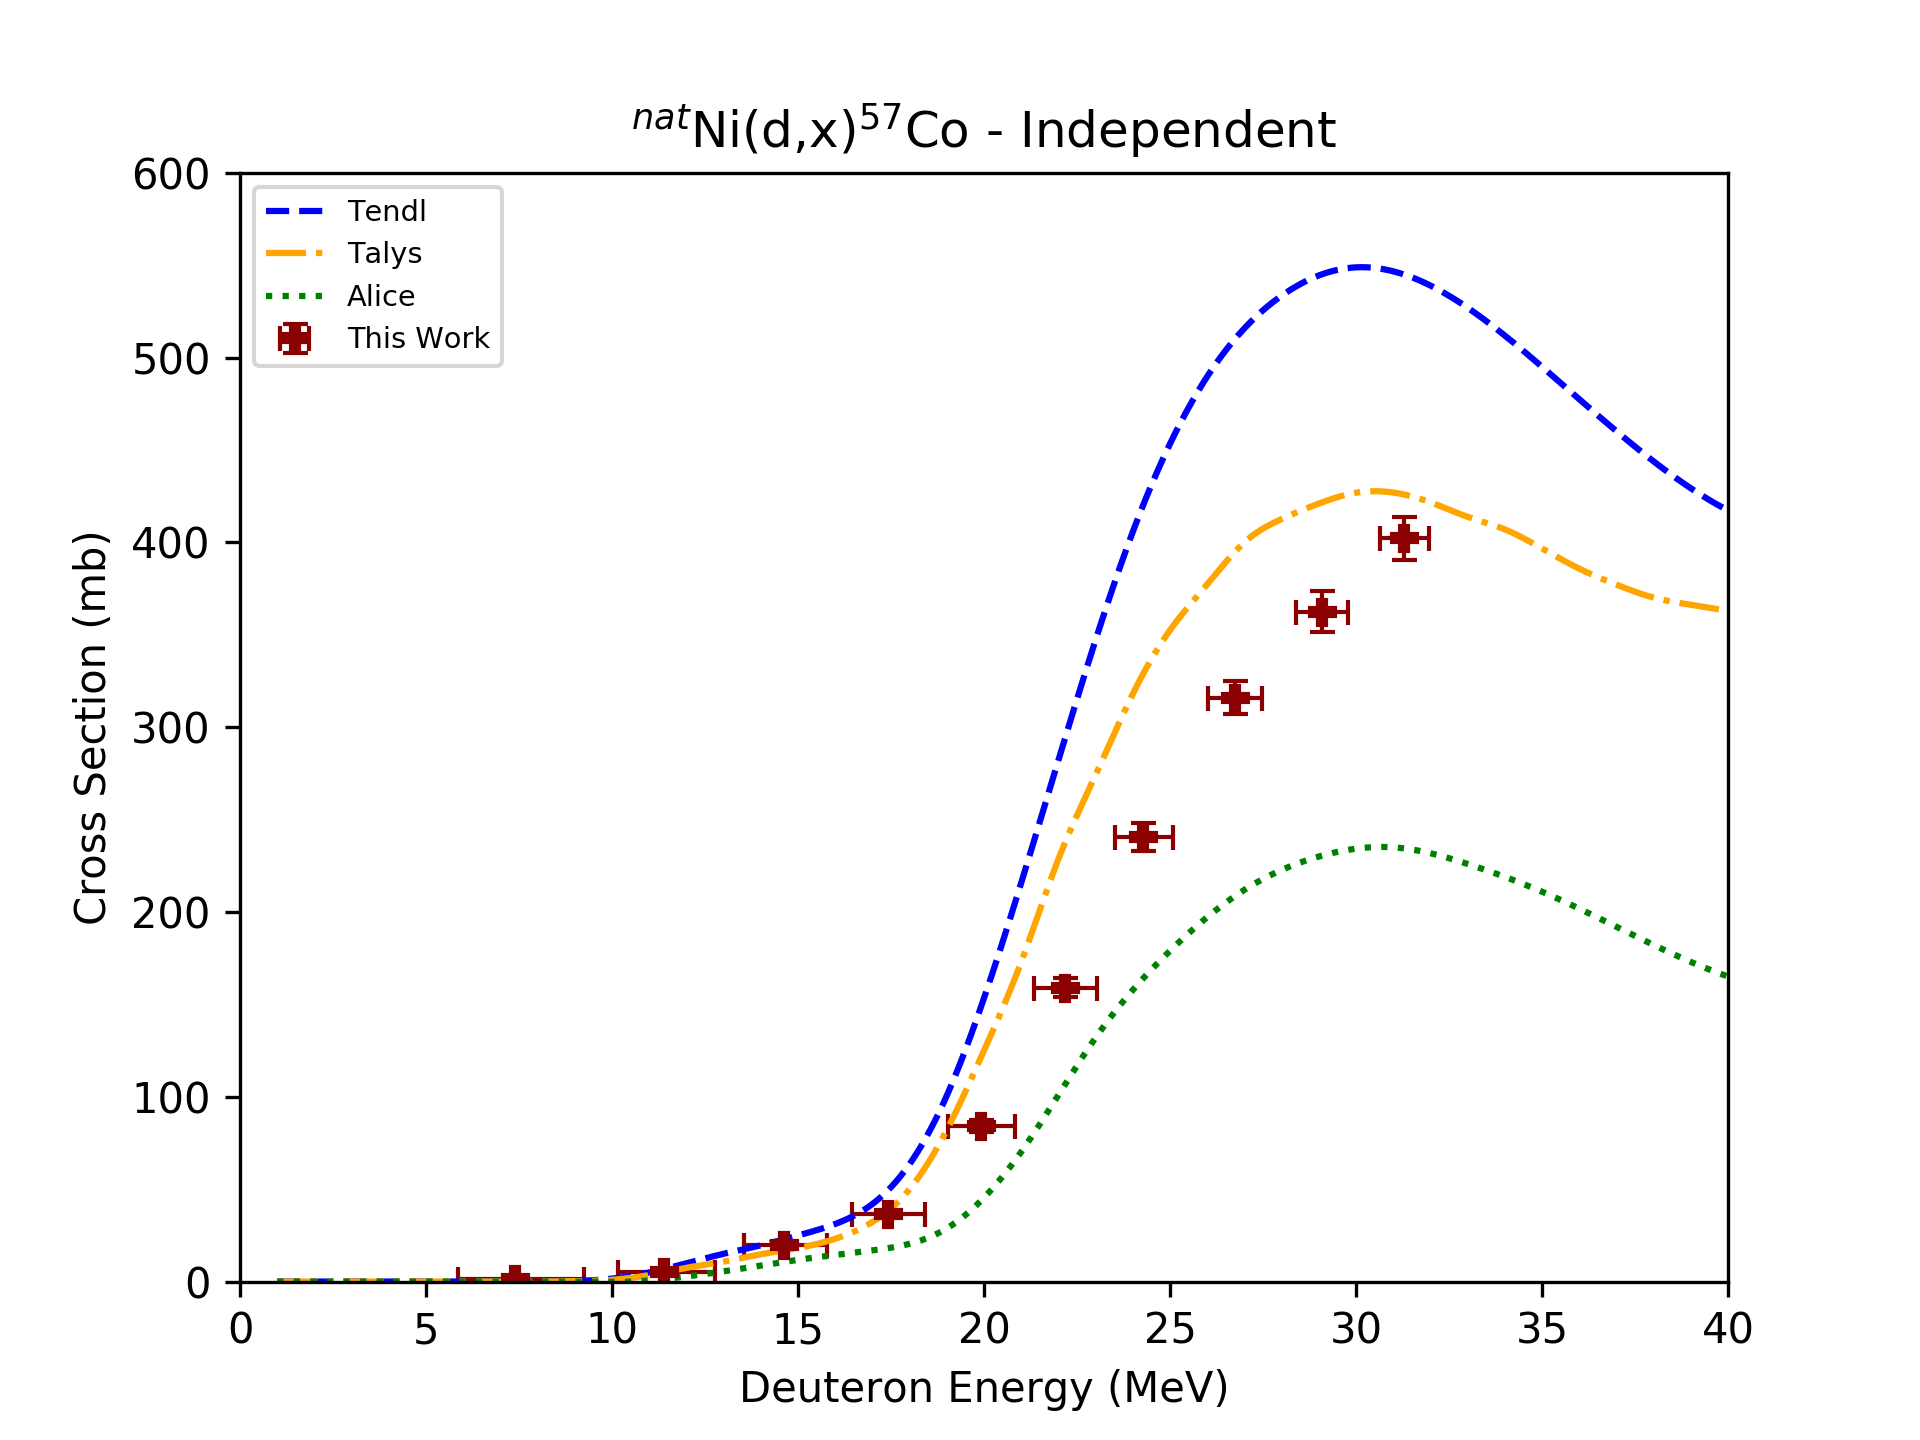 natNi(d,x)57Co - Independent
600
500
400
300
200
100
0
Cross Section (mb)
Tendl
Talys
Alice
This Work
0 5 10 15 20 25 30 35 40
Deuteron Energy (MeV)